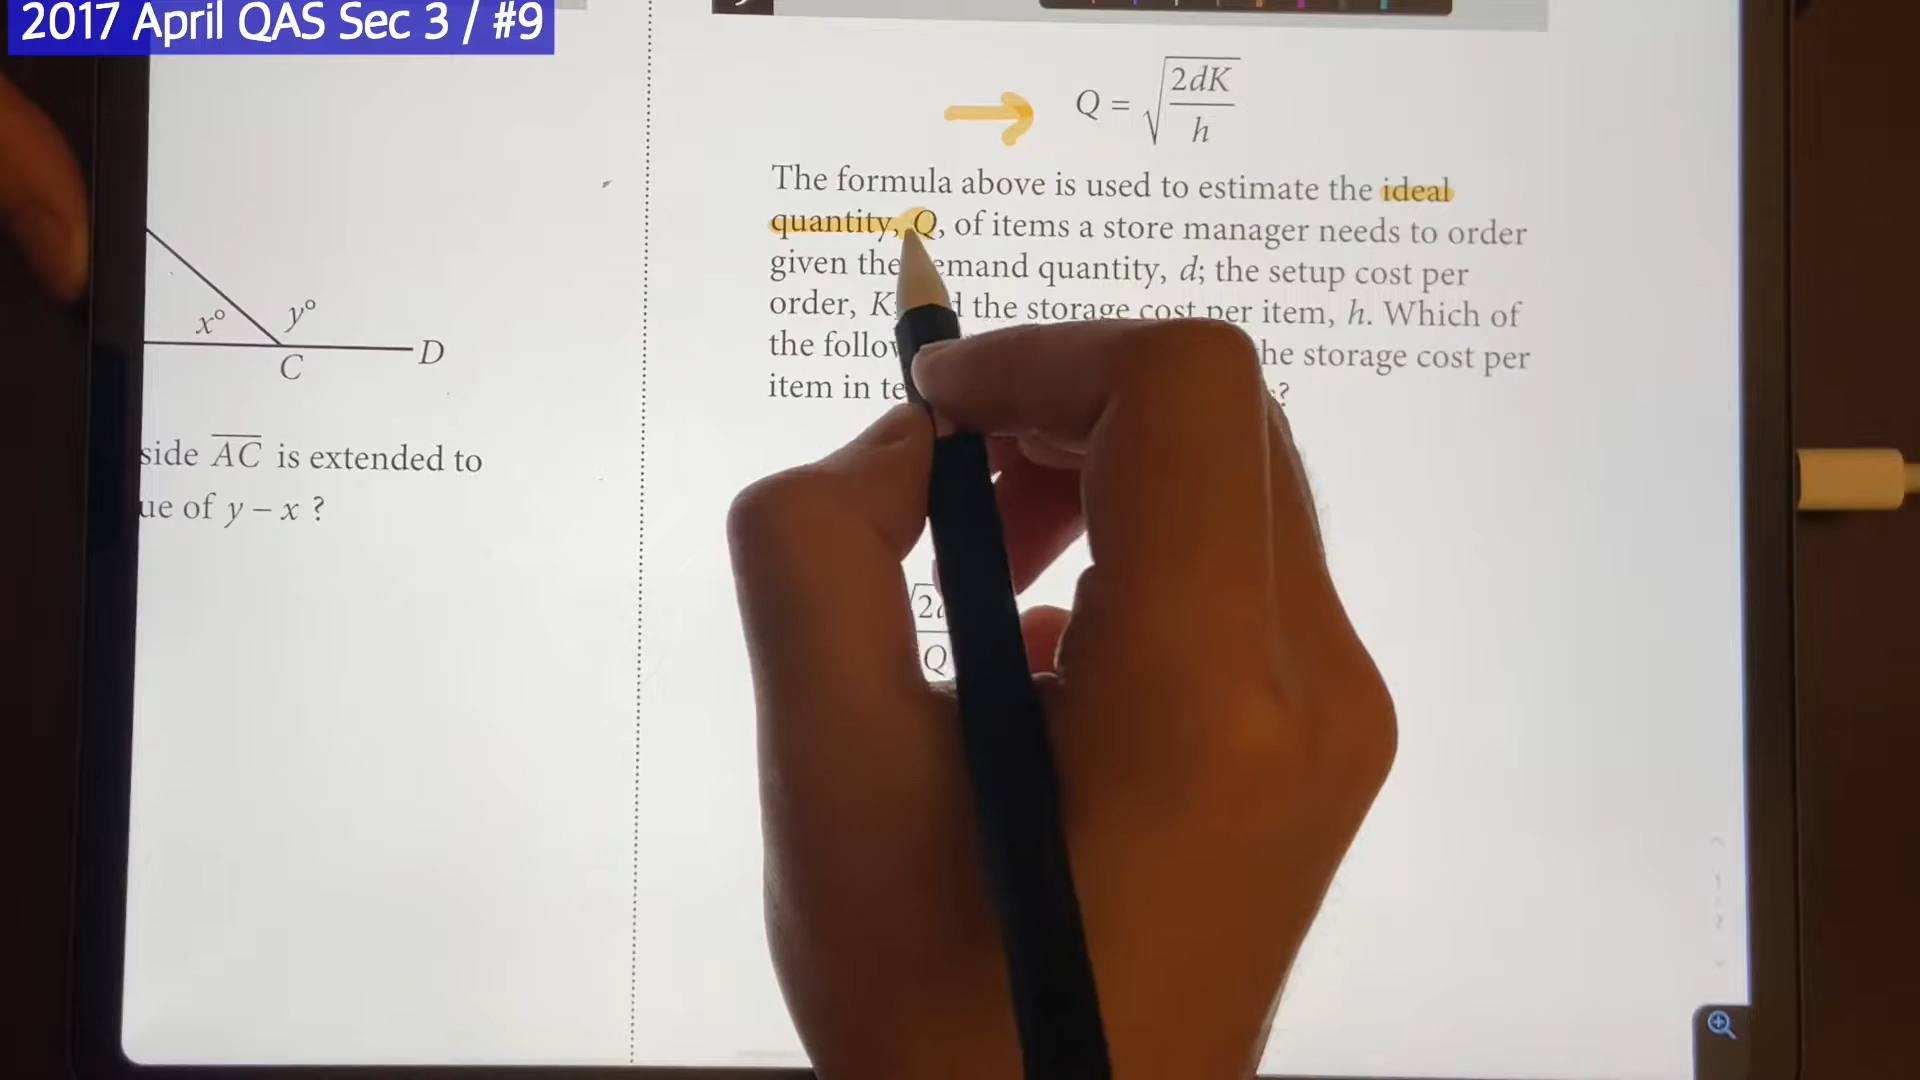 2017 April QAS Sec 3 / #9
x° y°
C
D
side AC is extended to
ue of y – x ?
Q = √(2dK/h)
The formula above is used to estimate the ideal
quantity, Q, of items a store manager needs to order
given the emand quantity, d; the setup cost per
order, K the storage cost per item, h. Which of
the follo he storage cost per
item in te ?
√2
Q